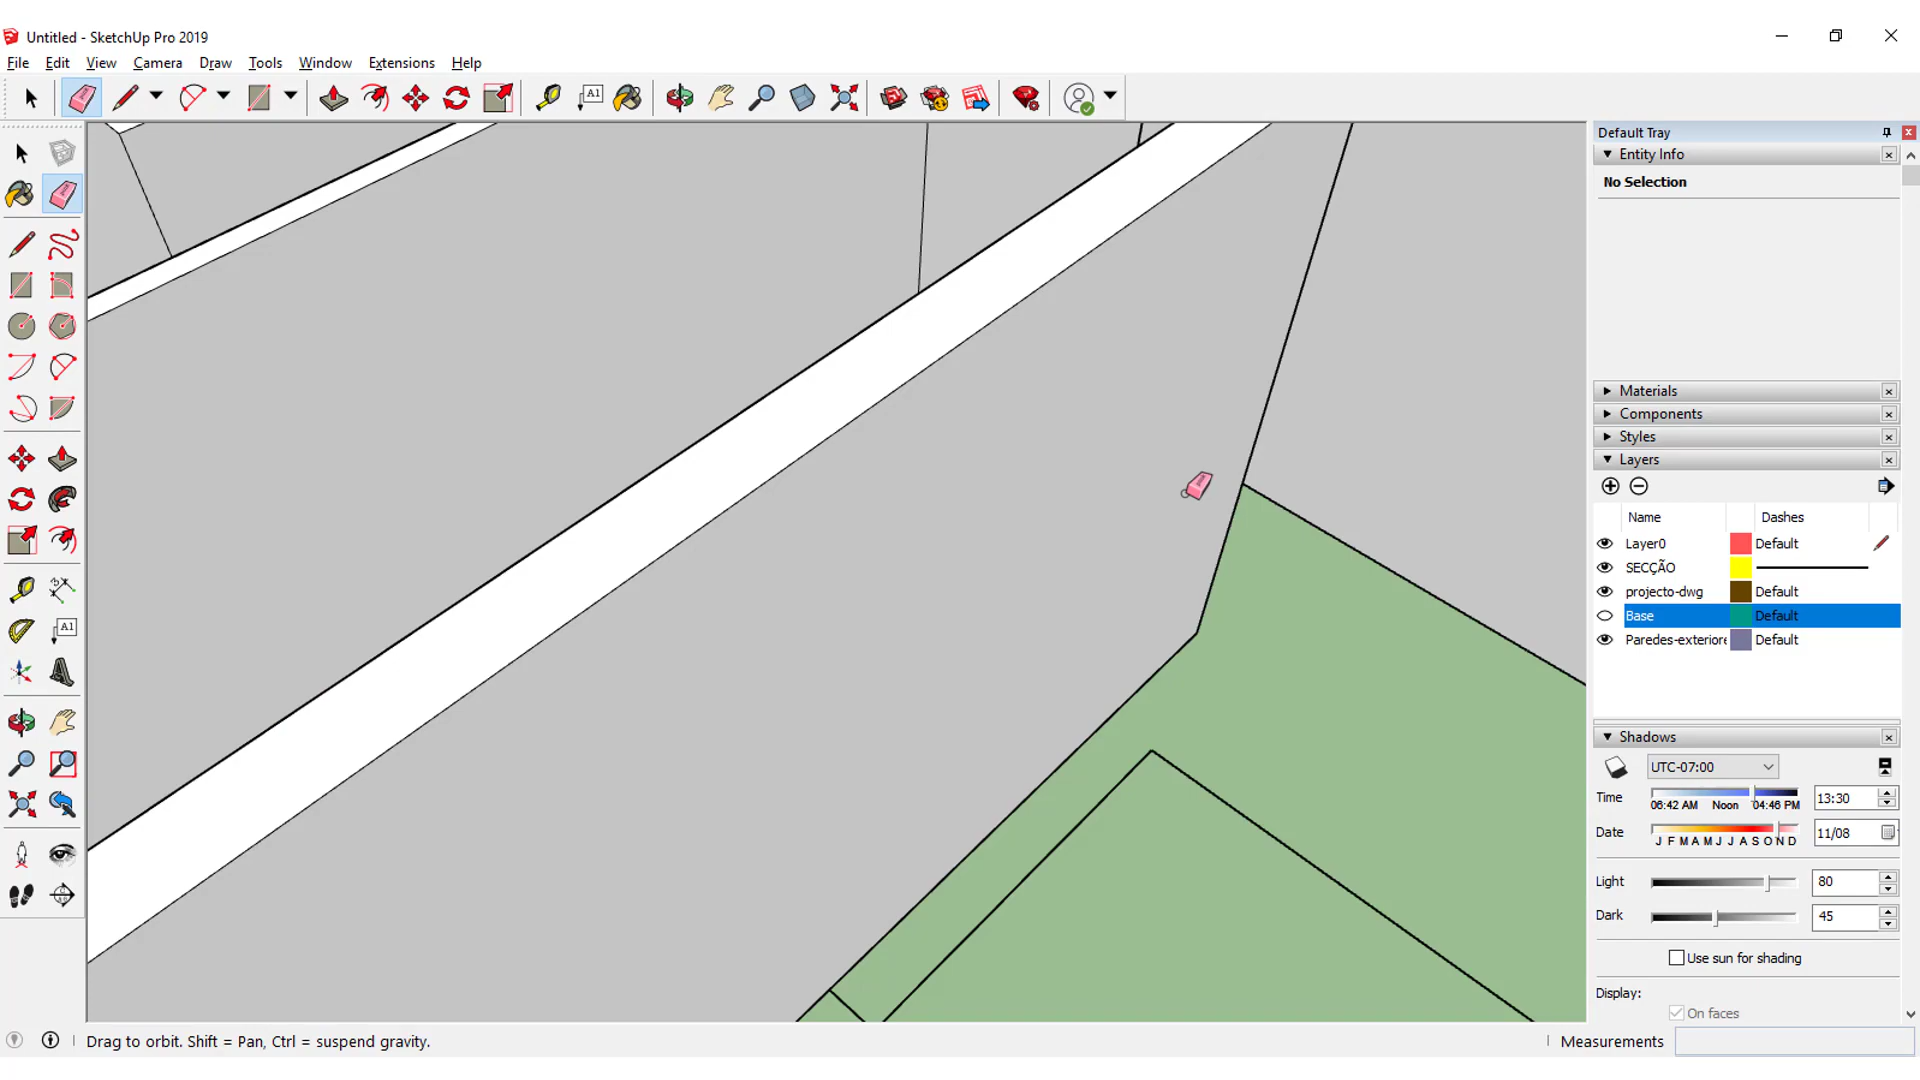 Untitled - SketchUp Pro 2019
File Edit View Camera Draw Tools Window Extensions Help
A1
Default Tray
Entity Info
No Selection
Materials
Components
Styles
Layers
Name Dashes
Layer0 Default
SECÇÃO
projecto-dwg Default
Base Default
Paredes-exteriore Default
A1
Shadows
UTC-07:00
Time 06:42 AM Noon 04:46 PM 13:30
Date J F M A M J J A S O N D 11/08
Light 80
Dark 45
Use sun for shading
Display:
On faces
Drag to orbit. Shift = Pan, Ctrl = suspend gravity.
Measurements